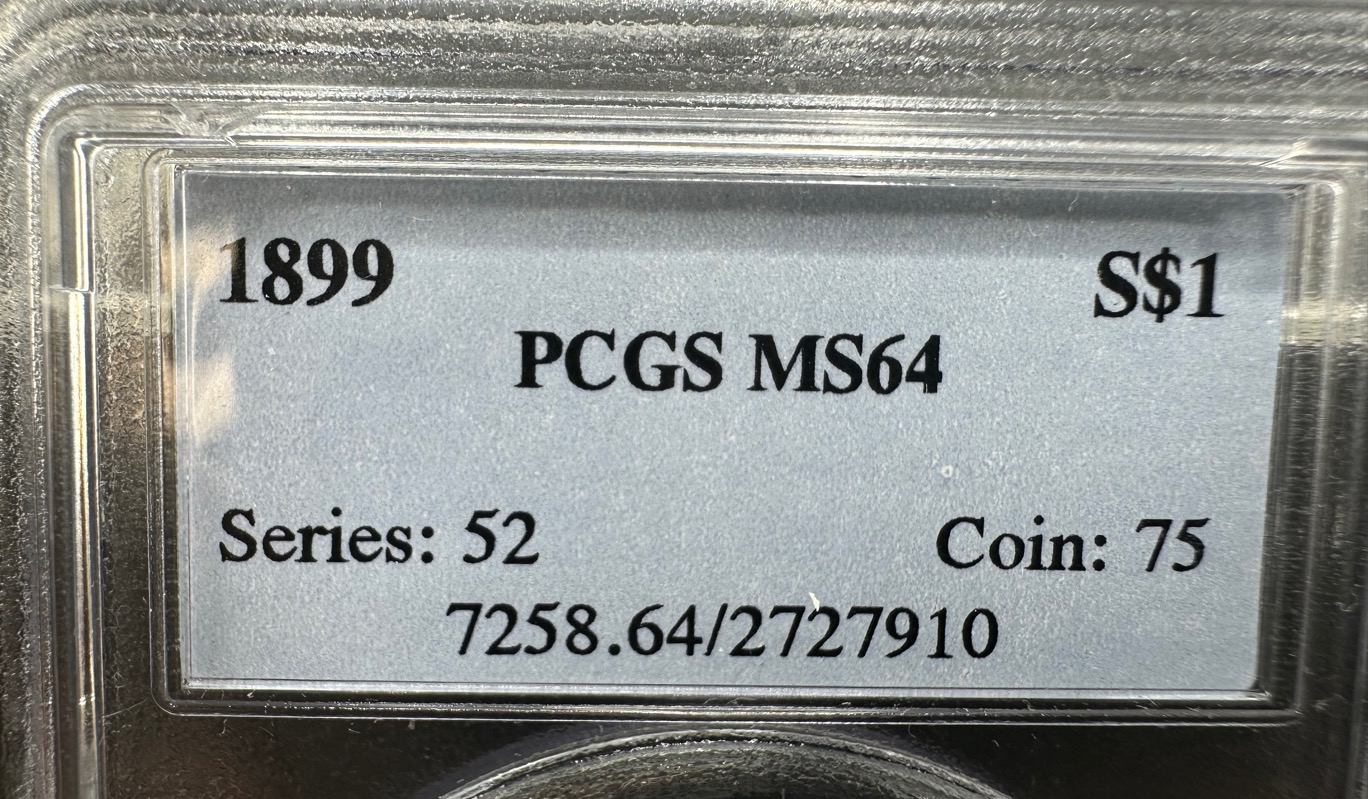 1899 S$1
PCGS MS64
Series: 52 Coin: 75
7258.64/2727910